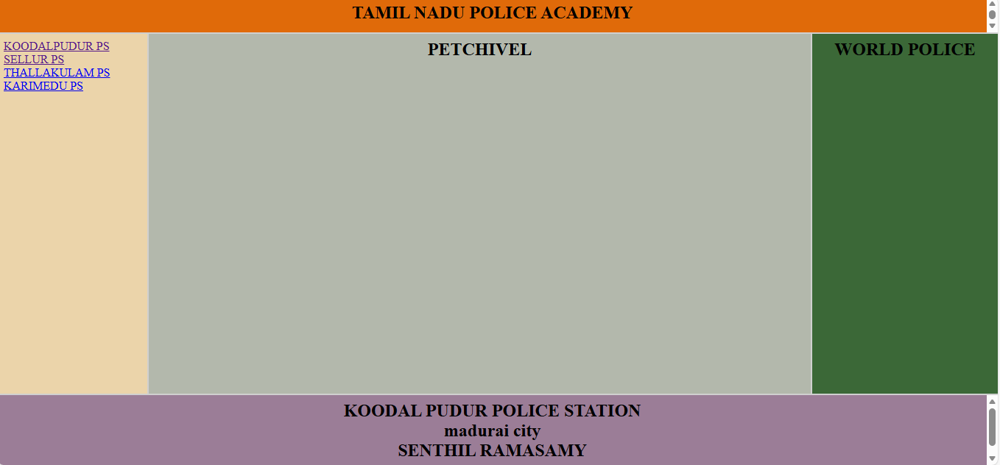 TAMIL NADU POLICE ACADEMY
KOODALPUDUR PS
SELLUR PS
THALLAKULAM PS
KARIMEDU PS
PETCHIVEL
WORLD POLICE
KOODAL PUDUR POLICE STATION
madurai city
SENTHIL RAMASAMY